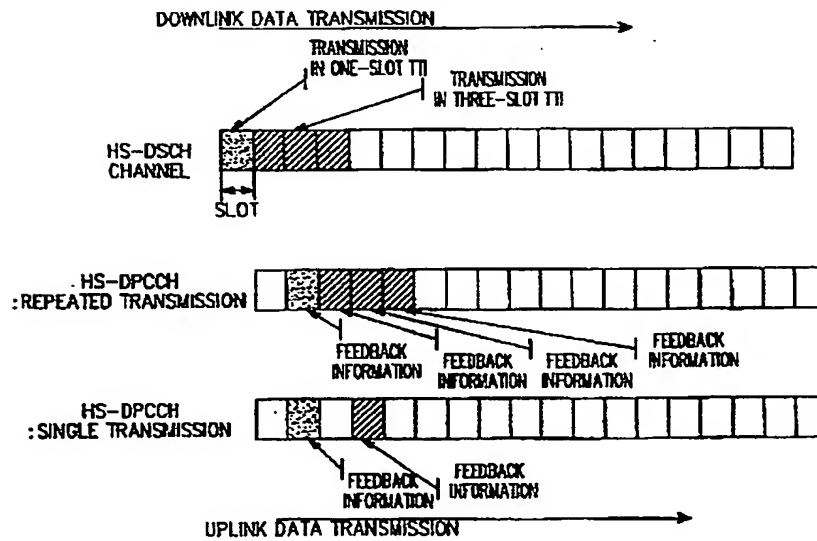 DOWNLINK DATA TRANSMISSION
TRANSMISSION
IN ONE-SLOT TTI
TRANSMISSION
IN THREE-SLOT TTI
HS-DSCH
CHANNEL
SLOT
HS-DPCCH
:REPEATED TRANSMISSION
FEEDBACK
INFORMATION
FEEDBACK
INFORMATION
FEEDBACK
INFORMATION
FEEDBACK
INFORMATION
HS-DPCCH
:SINGLE TRANSMISSION
FEEDBACK
INFORMATION
FEEDBACK
INFORMATION
UPLINK DATA TRANSMISSION